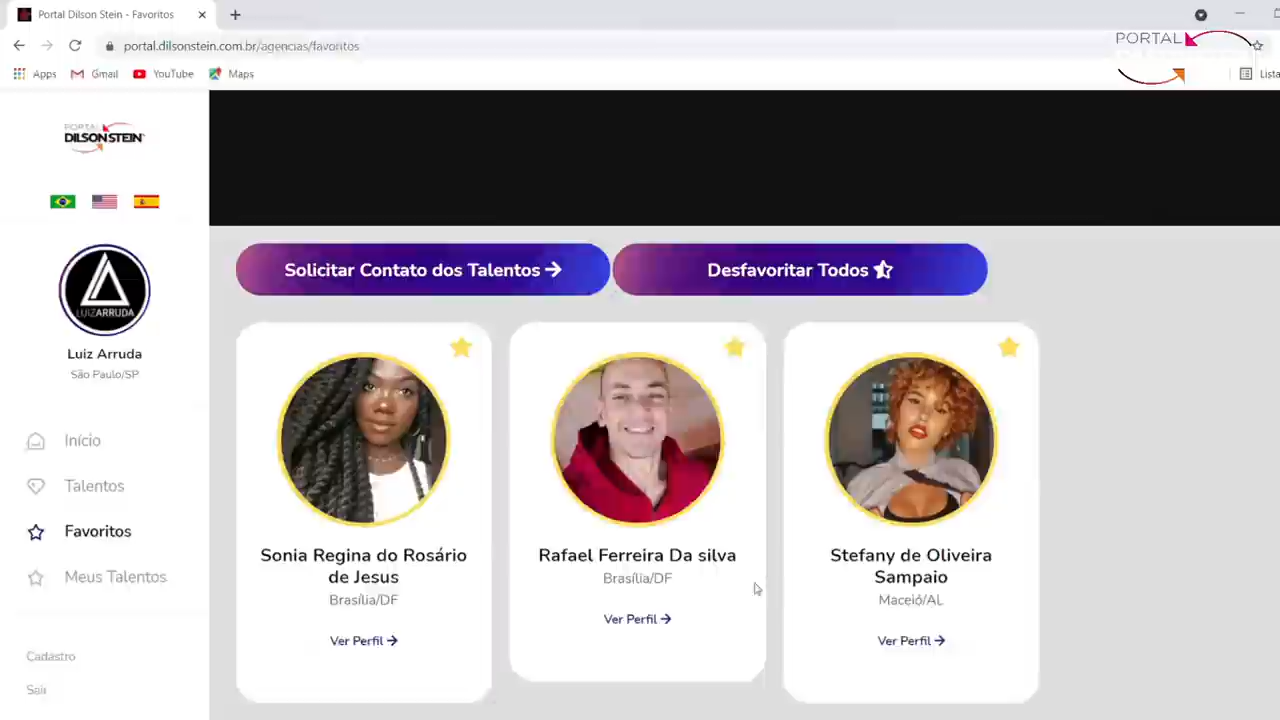 Portal Dilson Stein - Favoritos
portal.dilsonstein.com.br/agencias/favoritos
PORTAL
Apps
Gmail
YouTube
Maps
Lista
PORTAL
DILSON STEIN
LUIZARRUDA
Luiz Arruda
São Paulo/SP
Início
Talentos
Favoritos
Meus Talentos
Cadastro
Sair
Solicitar Contato dos Talentos
Desfavoritar Todos
Sonia Regina do Rosário
de Jesus
Brasília/DF
Ver Perfil
Rafael Ferreira Da silva
Brasília/DF
Ver Perfil
Stefany de Oliveira
Sampaio
Maceió/AL
Ver Perfil